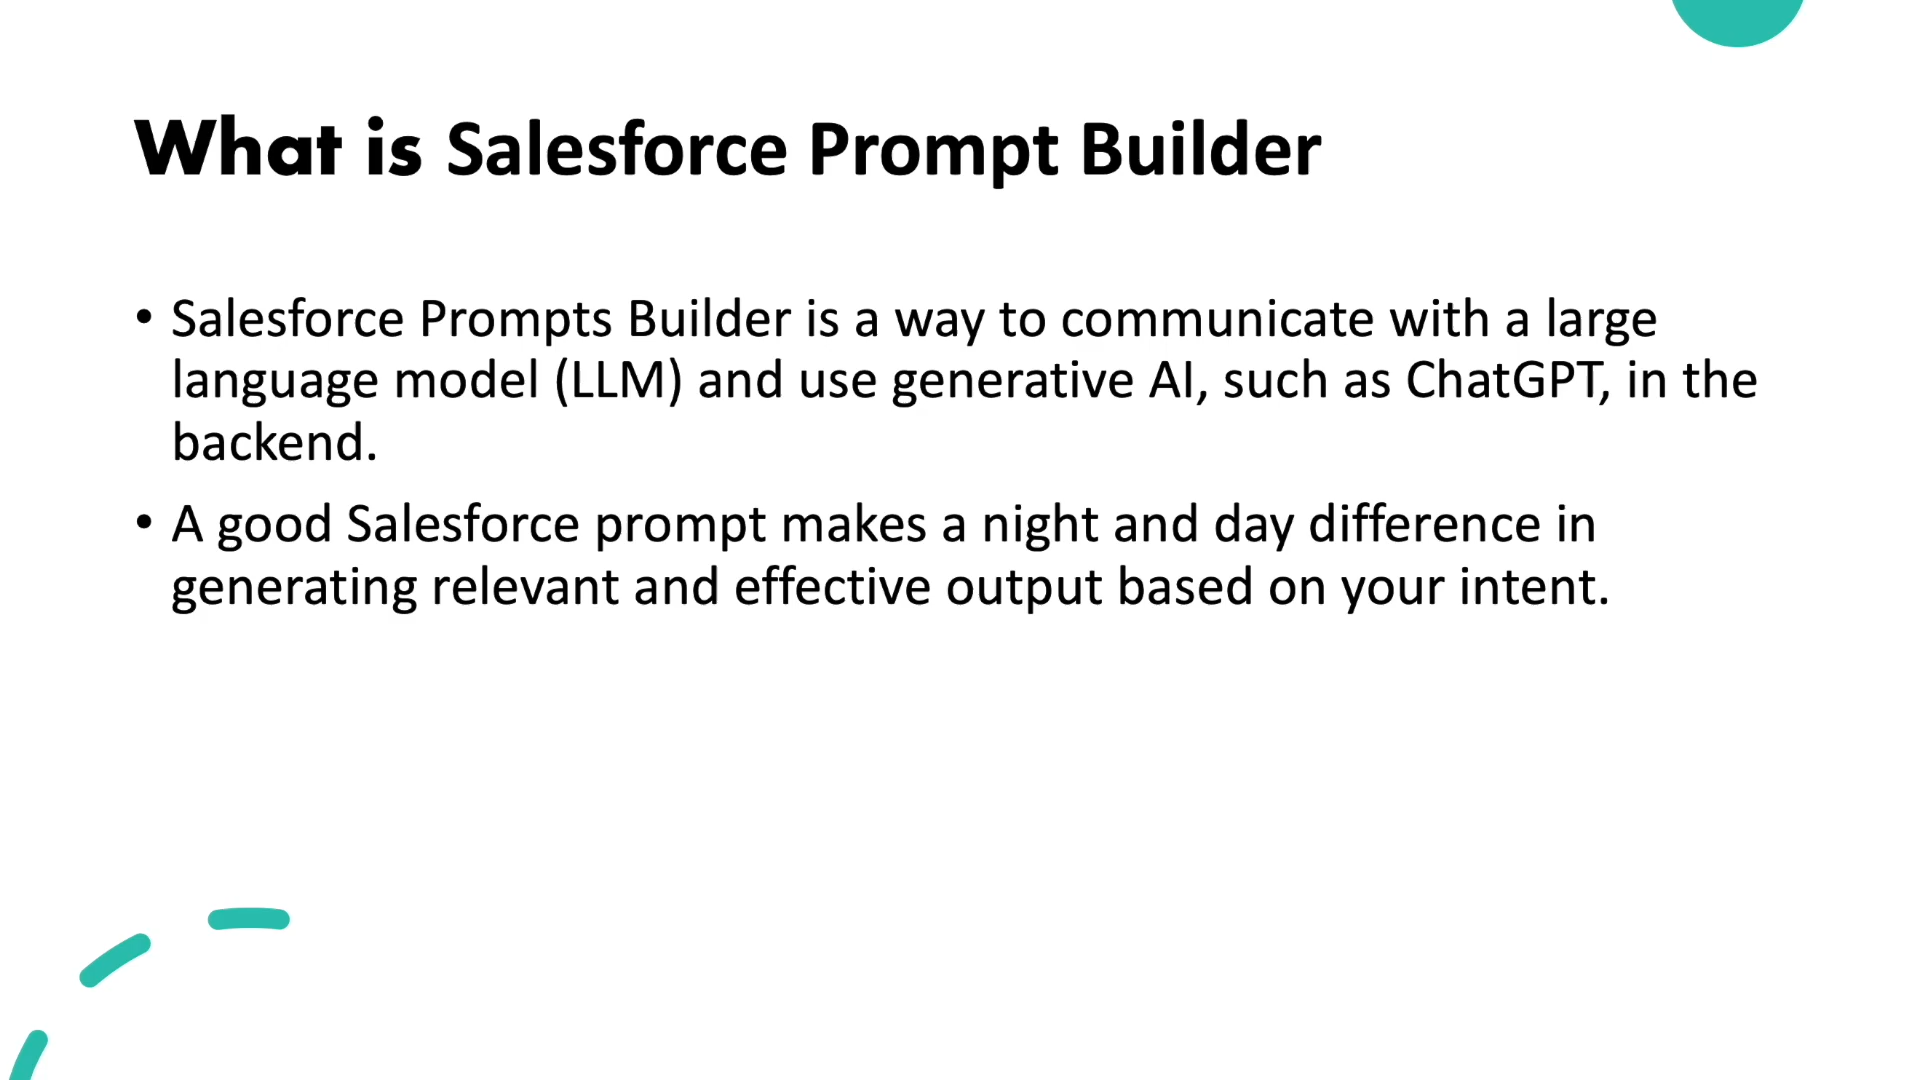 What is Salesforce Prompt Builder
• Salesforce Prompts Builder is a way to communicate with a large
language model (LLM) and use generative AI, such as ChatGPT, in the
backend.
• A good Salesforce prompt makes a night and day difference in
generating relevant and effective output based on your intent.